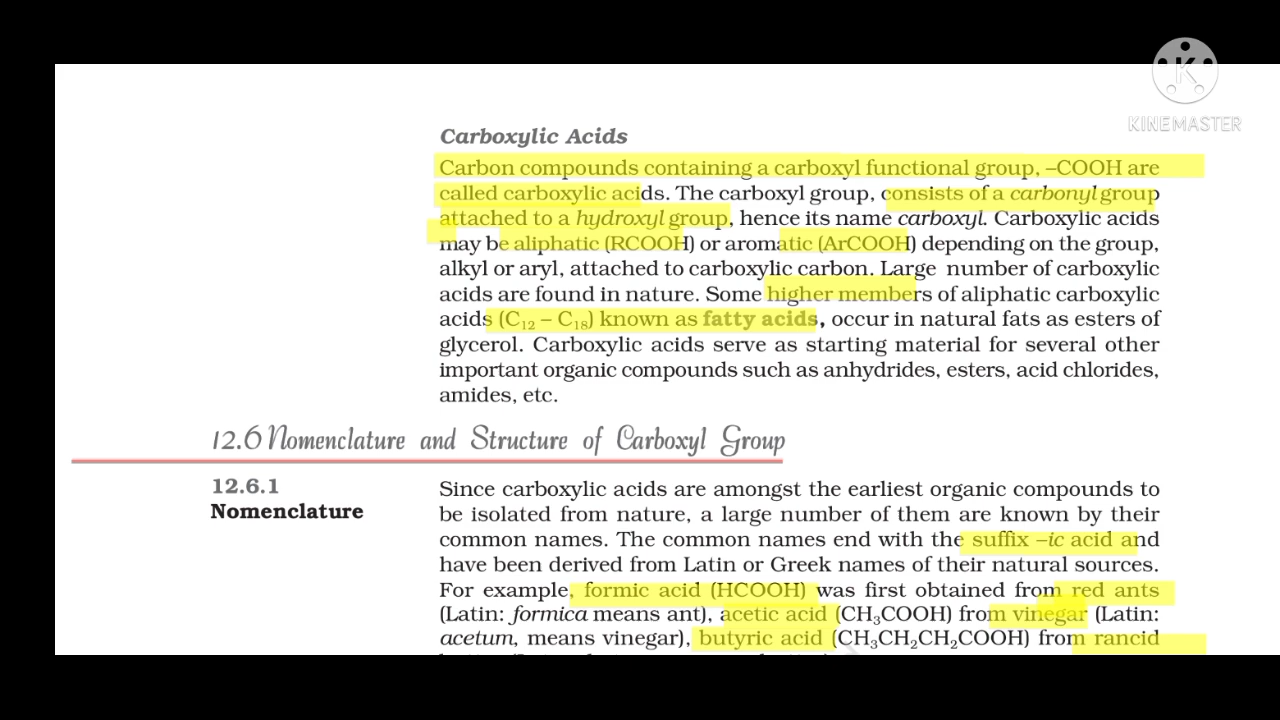 KINEMASTER
Carboxylic Acids
Carbon compounds containing a carboxyl functional group, –COOH are
called carboxylic acids. The carboxyl group, consists of a carbonyl group
attached to a hydroxyl group, hence its name carboxyl. Carboxylic acids
may be aliphatic (RCOOH) or aromatic (ArCOOH) depending on the group,
alkyl or aryl, attached to carboxylic carbon. Large number of carboxylic
acids are found in nature. Some higher members of aliphatic carboxylic
acids (C₁₂ – C₁₈) known as fatty acids, occur in natural fats as esters of
glycerol. Carboxylic acids serve as starting material for several other
important organic compounds such as anhydrides, esters, acid chlorides,
amides, etc.
12.6 Nomenclature and Structure of Carboxyl Group
12.6.1
Nomenclature
Since carboxylic acids are amongst the earliest organic compounds to
be isolated from nature, a large number of them are known by their
common names. The common names end with the suffix –ic acid and
have been derived from Latin or Greek names of their natural sources.
For example, formic acid (HCOOH) was first obtained from red ants
(Latin: formica means ant), acetic acid (CH₃COOH) from vinegar (Latin:
acetum, means vinegar), butyric acid (CH₃CH₂CH₂COOH) from rancid